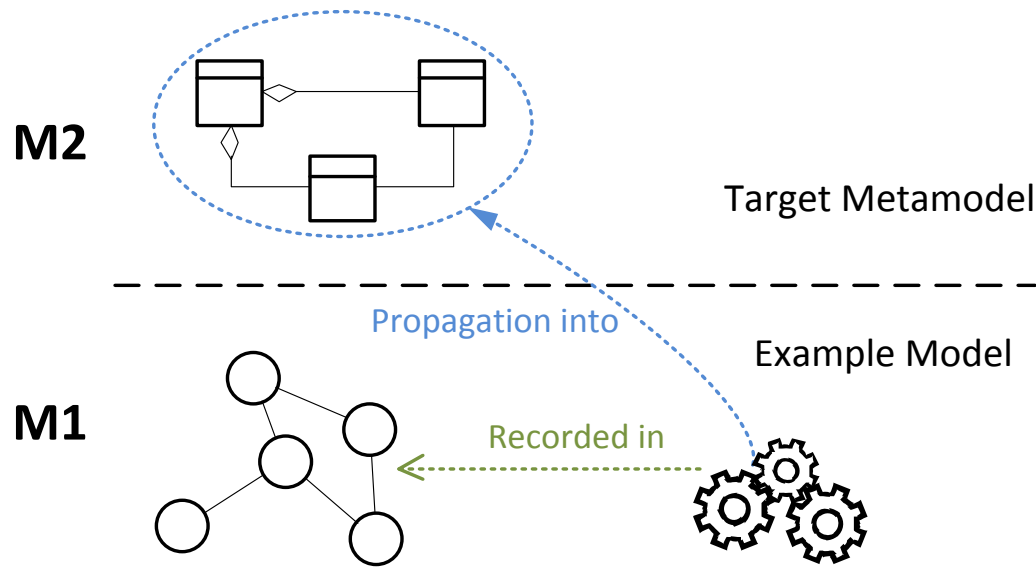 M2
Target Metamodel
Propagation into
Example Model
M1
Recorded in